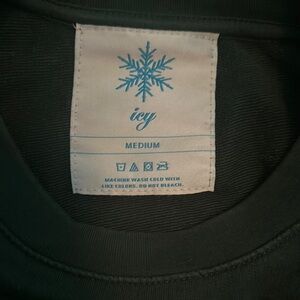 icy
MEDIUM
MACHINE WASH COLD WITH
LIKE COLORS. DO NOT BLEACH.